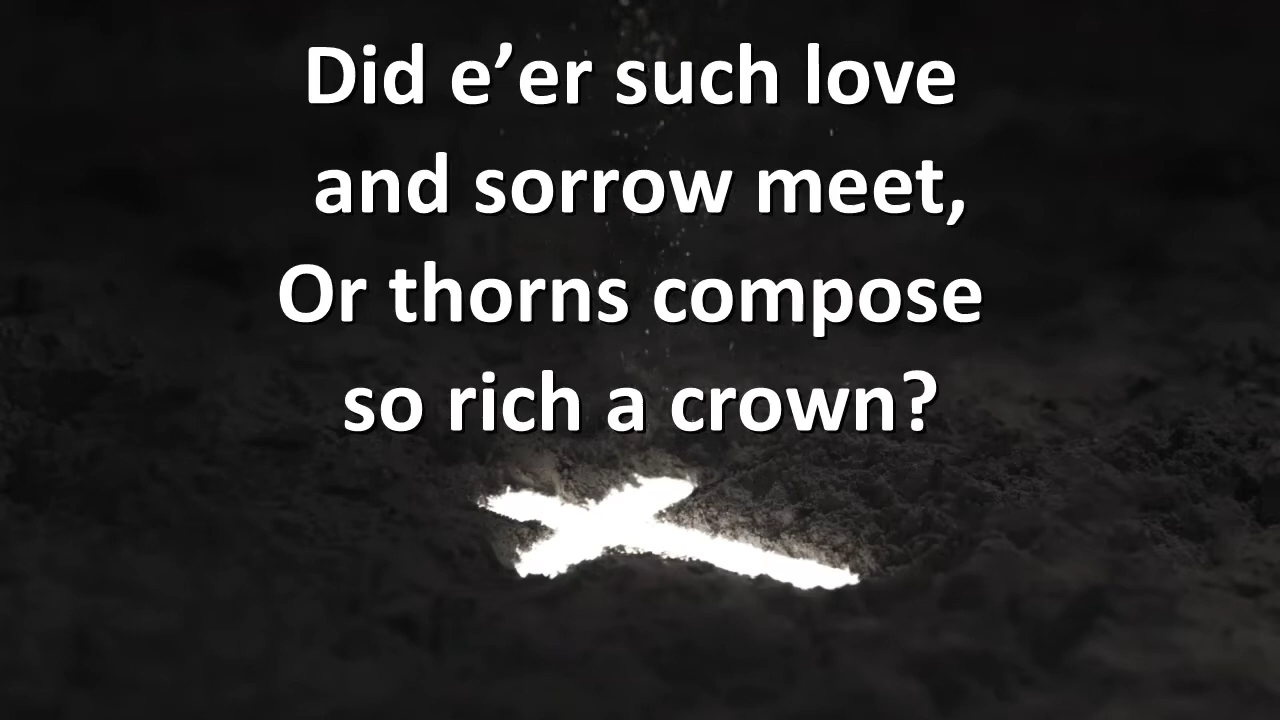 Did e’er such love
and sorrow meet,
Or thorns compose
so rich a crown?